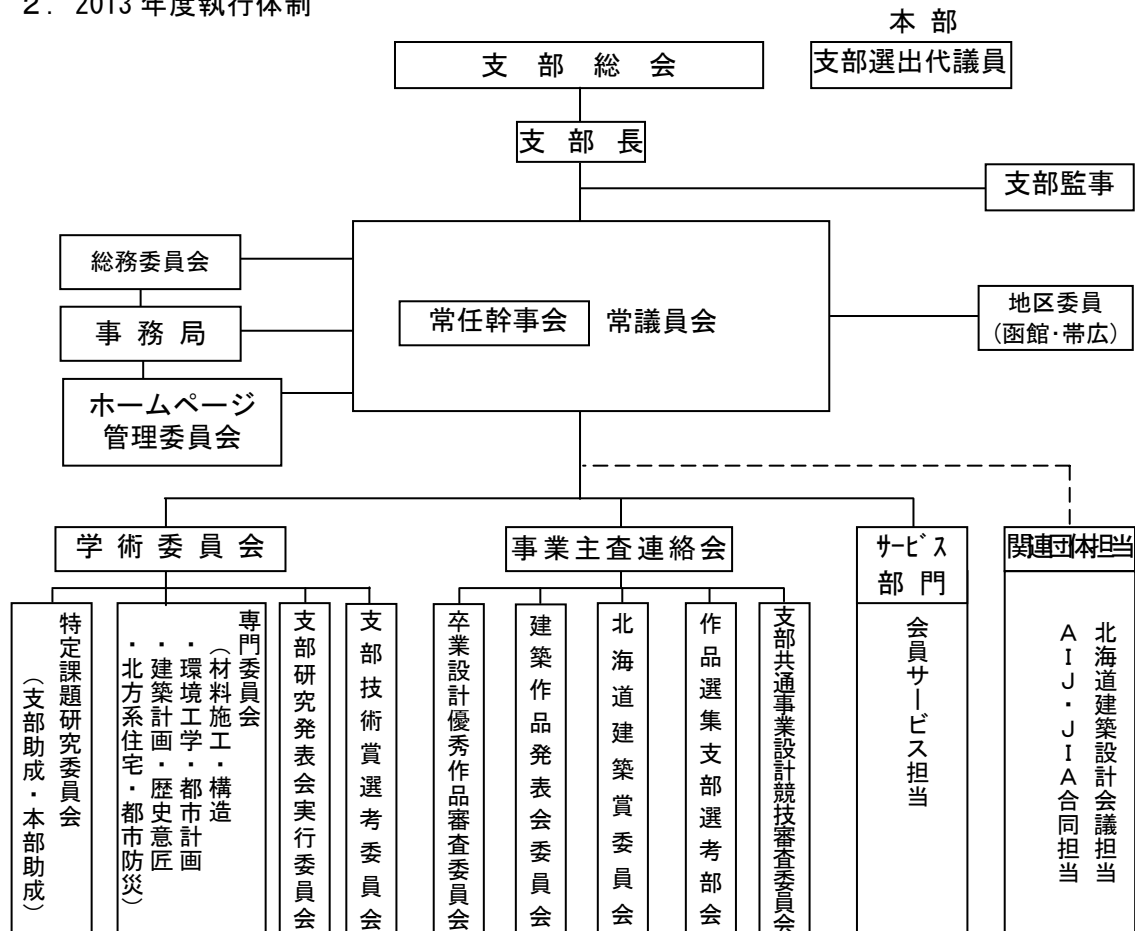 ２．2013 年度執行体制
本 部
支 部 総 会
支部選出代議員
支 部 長
支部監事
総務委員会
事 務 局
ホームページ
管理委員会
常任幹事会
常議員会
地区委員
（函館・帯広）
学 術 委 員 会
事業主査連絡会
ｻｰﾋﾞｽ
部 門
関連団体担当
特定課題研究委員会
（支部助成・本部助成）
専門委員会
（材料施工・構造
・環境工学・都市計画
・建築計画・歴史意匠
・北方系住宅・都市防災）
支部研究発表会実行委員会
支部技術賞選考委員会
卒業設計優秀作品審査委員会
建築作品発表会委員会
北海道建築賞委員会
作品選集支部選考部会
支部共通事業設計競技審査委員会
会員サービス担当
北海道建築設計会議担当
ＡＩＪ・ＪＩＡ合同担当